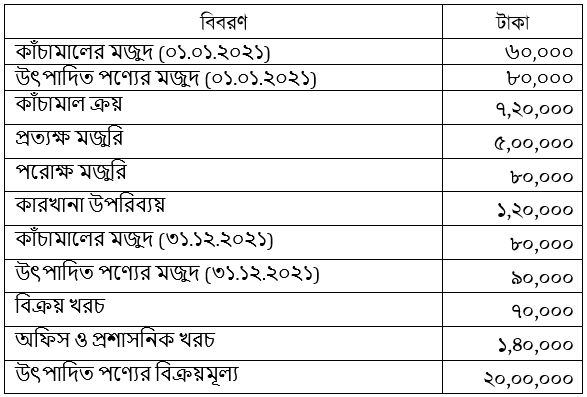 বিবরণ টাকা
কাঁচামালের মজুদ (০১.০১.২০২১) ৬০,০০০
উৎপাদিত পণ্যের মজুদ (০১.০১.২০২১) ৮০,০০০
কাঁচামাল ক্রয় ৭,২০,০০০
প্রত্যক্ষ মজুরি ৫,০০,০০০
পরোক্ষ মজুরি ৮০,০০০
কারখানা উপরিব্যয় ১,২০,০০০
কাঁচামালের মজুদ (৩১.১২.২০২১) ৮০,০০০
উৎপাদিত পণ্যের মজুদ (৩১.১২.২০২১) ৯০,০০০
বিক্রয় খরচ ৭০,০০০
অফিস ও প্রশাসনিক খরচ ১,৪০,০০০
উৎপাদিত পণ্যের বিক্রয়মূল্য ২০,০০,০০০